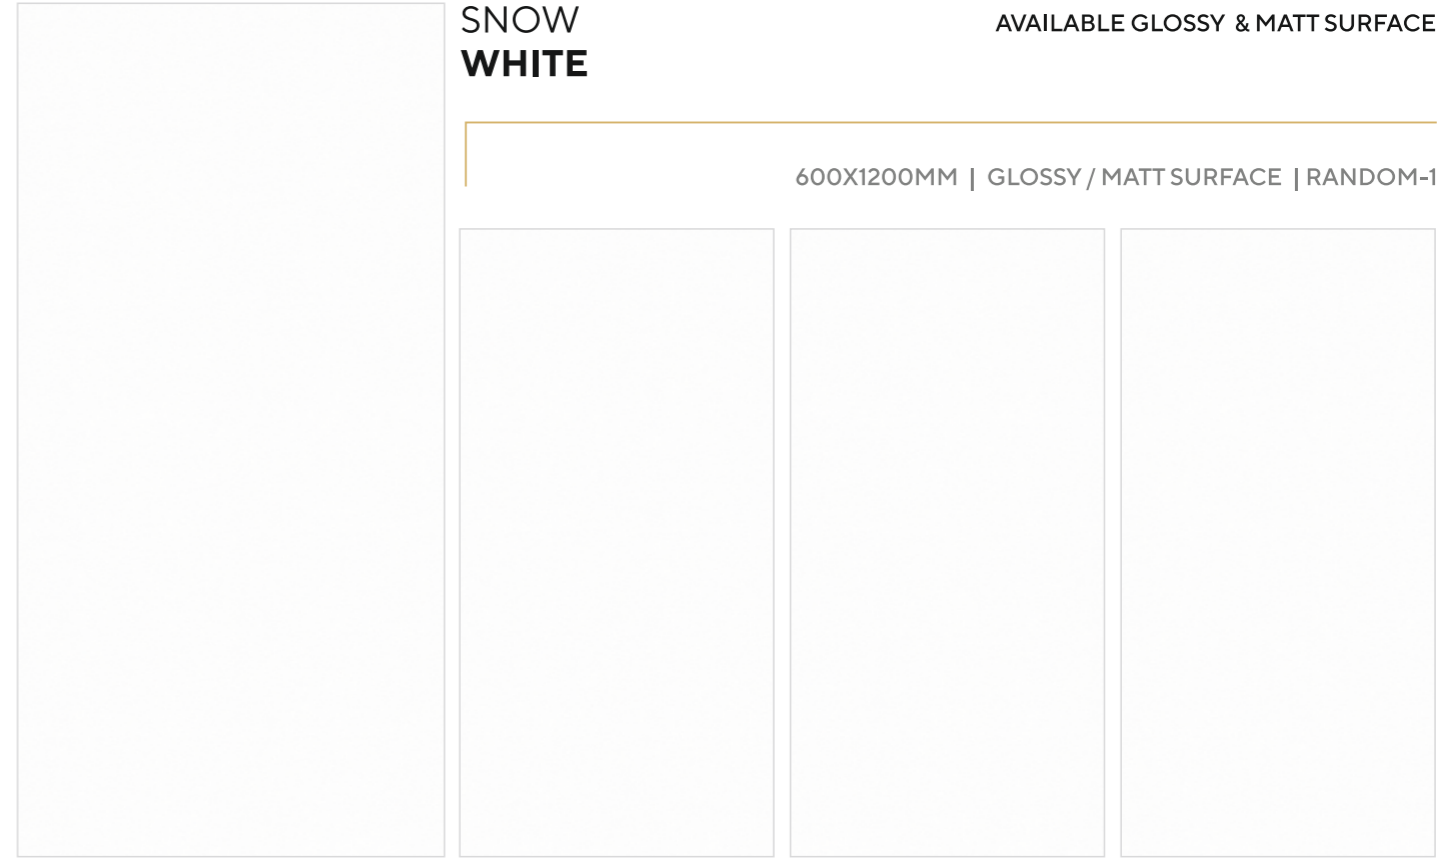 SNOW
WHITE
AVAILABLE GLOSSY & MATT SURFACE
600X1200MM | GLOSSY / MATT SURFACE | RANDOM-1